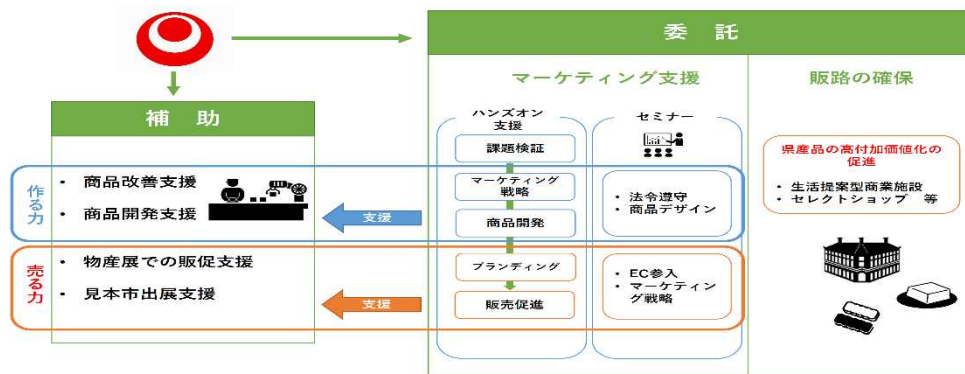 委 託
マーケティング支援
販路の確保
補 助
ハンズオン
支援
課題検証
マーケティング
戦略
商品開発
ブランディング
販売促進
セミナー
・ 法令遵守
・ 商品デザイン
・ EC参入
・ マーケティン
グ戦略
県産品の高付加価値化の
促進
・ 生活提案型商業施設
・ セレクトショップ 等
作る力
・ 商品改善支援
・ 商品開発支援
支援
売る力
・ 物産展での販促支援
・ 見本市出展支援
支援